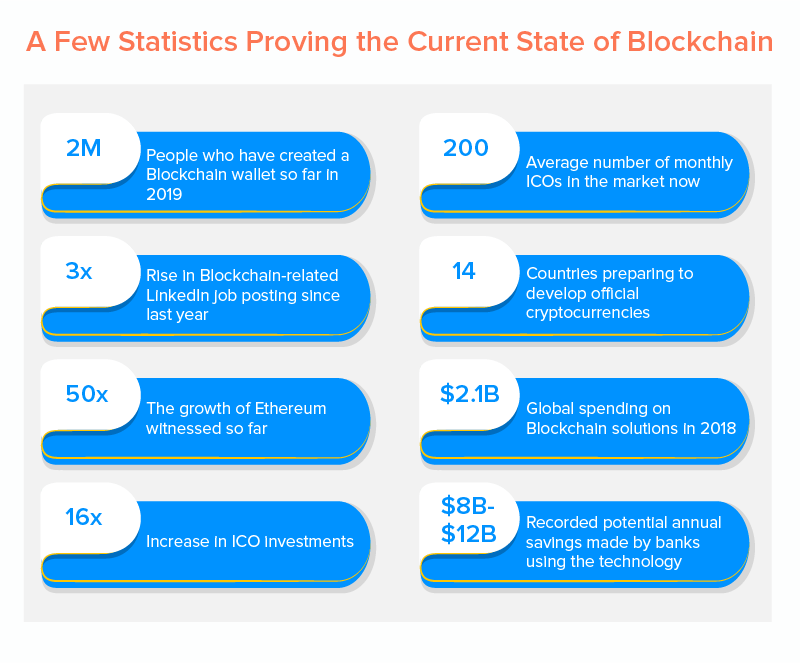 A Few Statistics Proving the Current State of Blockchain
2M
People who have created a
Blockchain wallet so far in
2019
200
Average number of monthly
ICOs in the market now
3x
Rise in Blockchain-related
LinkedIn job posting since
last year
14
Countries preparing to
develop official
cryptocurrencies
50x
The growth of Ethereum
witnessed so far
$2.1B
Global spending on
Blockchain solutions in 2018
16x
Increase in ICO investments
$8B-
$12B
Recorded potential annual
savings made by banks
using the technology